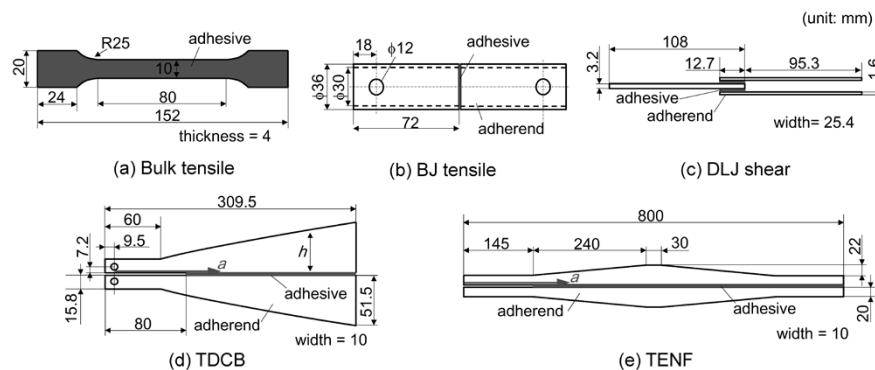 (unit: mm)
R25
adhesive
20
10
24
80
152
thickness = 4
(a) Bulk tensile
18
ϕ12
adhesive
ϕ36
ϕ30
72
adherend
(b) BJ tensile
108
12.7
95.3
3.2
1.6
adhesive
adherend
width= 25.4
(c) DLJ shear
309.5
60
9.5
7.2
h
a
15.8
80
adhesive
adherend
51.5
width = 10
(d) TDCB
800
145
240
30
22
a
adherend
adhesive
20
width = 10
(e) TENF